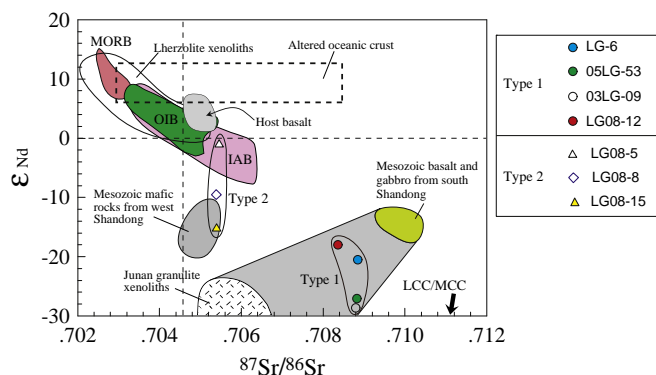 MORB
Lherzolite xenoliths
Altered oceanic crust
OIB
Host basalt
IAB
Mesozoic mafic
rocks from west
Shandong
Type 2
Mesozoic basalt and
gabbro from south
Shandong
Junan granulite
xenoliths
Type 1
LCC/MCC
20
10
0
-10
-20
-30
εNd
.702
.704
.706
.708
.710
.712
87Sr/86Sr
Type 1
LG-6
05LG-53
03LG-09
LG08-12
Type 2
LG08-5
LG08-8
LG08-15